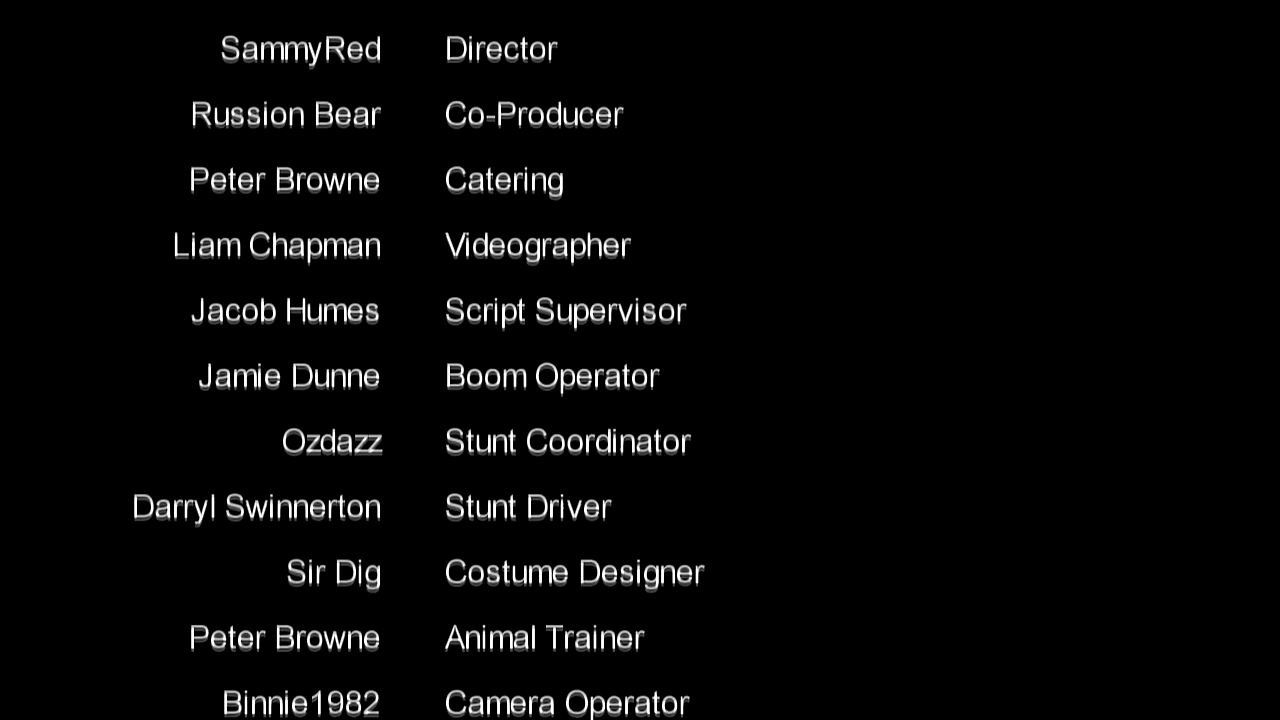 SammyRed Director
Russion Bear Co-Producer
Peter Browne Catering
Liam Chapman Videographer
Jacob Humes Script Supervisor
Jamie Dunne Boom Operator
Ozdazz Stunt Coordinator
Darryl Swinnerton Stunt Driver
Sir Dig Costume Designer
Peter Browne Animal Trainer
Binnie1982 Camera Operator